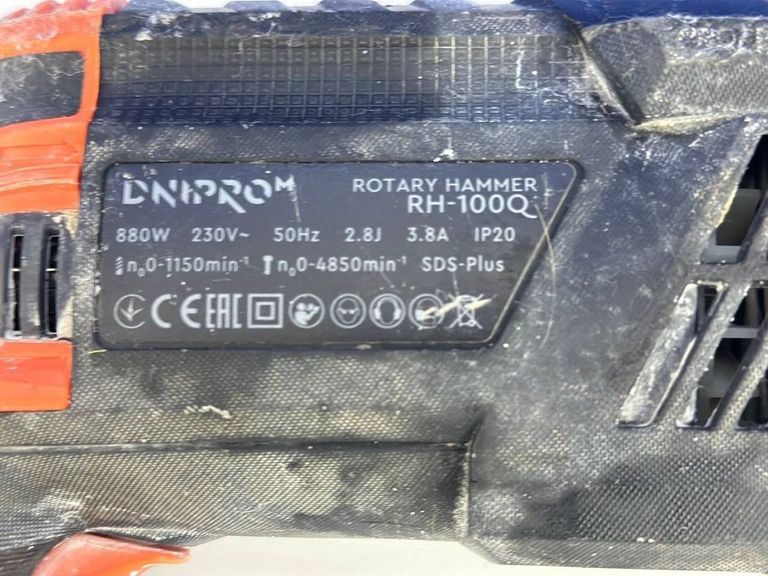 DNIPROM
ROTARY HAMMER
RH-100Q
880W 230V~ 50Hz 2.8J 3.8A IP20
n₀0-1150min⁻¹ n₀0-4850min⁻¹ SDS-Plus
CE EAC